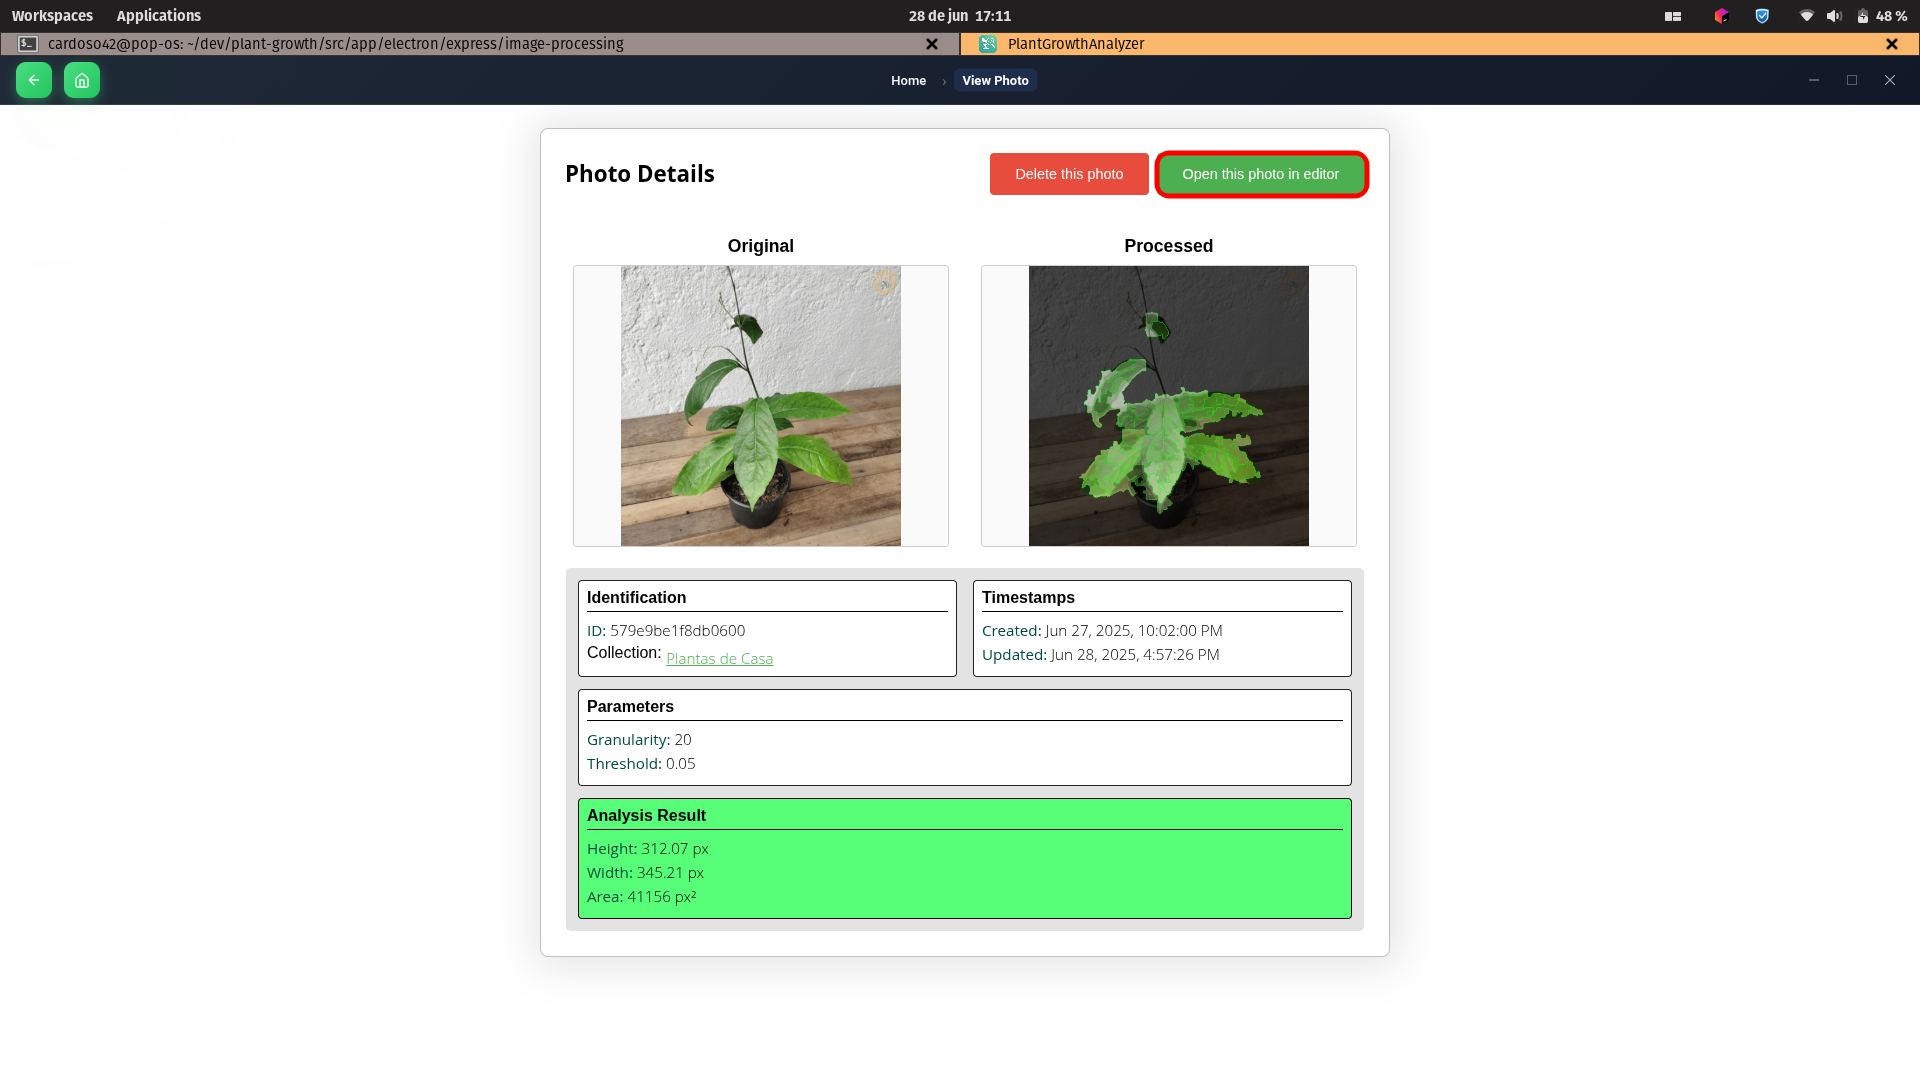 Workspaces Applications 28 de jun 17:11 48 %
cardoso42@pop-os: ~/dev/plant-growth/src/app/electron/express/image-processing PlantGrowthAnalyzer
Home › View Photo
Photo Details Delete this photo Open this photo in editor
Original Processed
Identification
ID: 579e9be1f8db0600
Collection: Plantas de Casa
Timestamps
Created: Jun 27, 2025, 10:02:00 PM
Updated: Jun 28, 2025, 4:57:26 PM
Parameters
Granularity: 20
Threshold: 0.05
Analysis Result
Height: 312.07 px
Width: 345.21 px
Area: 41156 px²